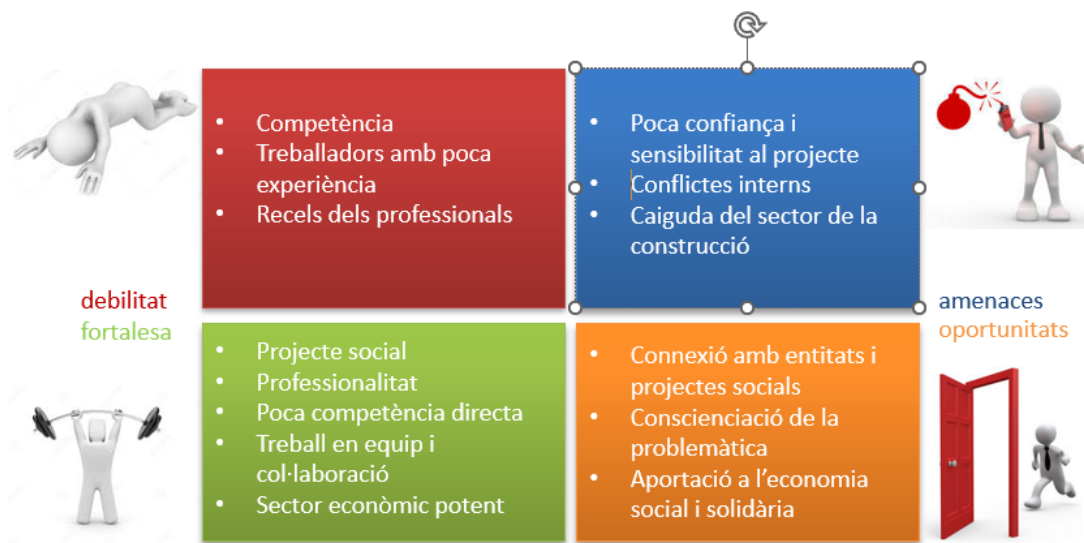 • Competència
• Treballadors amb poca
experiència
• Recels dels professionals
• Poca confiança i
sensibilitat al projecte
• Conflictes interns
• Caiguda del sector de la
construcció
debilitat
fortalesa
amenaces
oportunitats
• Projecte social
• Professionalitat
• Poca competència directa
• Treball en equip i
col·laboració
• Sector econòmic potent
• Connexió amb entitats i
projectes socials
• Conscienciació de la
problemàtica
• Aportació a l’economia
social i solidària